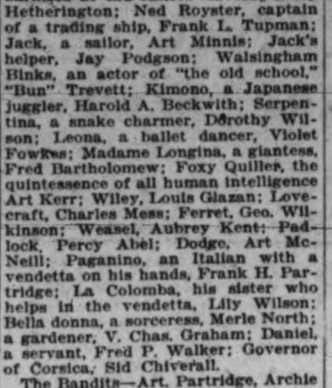 Hetherington; Ned Royster, captain
of a trading ship, Frank L. Tupman;
Jack, a sailor, Art Minnis; Jack's
helper, Jay Podgson; Walsingham
Binks, an actor of "the old school,"
"Bun" Trevett; Kimono, a Japanese
juggler, Harold A. Beckwith; Serpen-
tina, a snake charmer, Dorothy Wil-
son; Leona, a ballet dancer, Violet
Fowkes; Madame Longina, a giantess,
Fred Bartholomew; Foxy Quiller, the
quintessence of all human intelligence
Art Kerr; Wiley, Louis Glazan; Love-
craft, Charles Mess; Ferret, Geo. Wil-
kinson; Weasel, Aubrey Kent; Pad-
lock, Percy Abel; Dodge, Art Mc-
Neill; Paganino, an Italian with a
vendetta on his hands, Frank H. Par-
tridge; La Colomba, his sister who
helps in the vendetta, Lily Wilson;
Bella donna, a sorceress, Merle North;
a gardener, V. Chas. Graham; Daniel,
a servant, Fred P. Walker; Governor
of Corsica, Sid Chiverall.
The Bandits—Art. Partridge, Archie